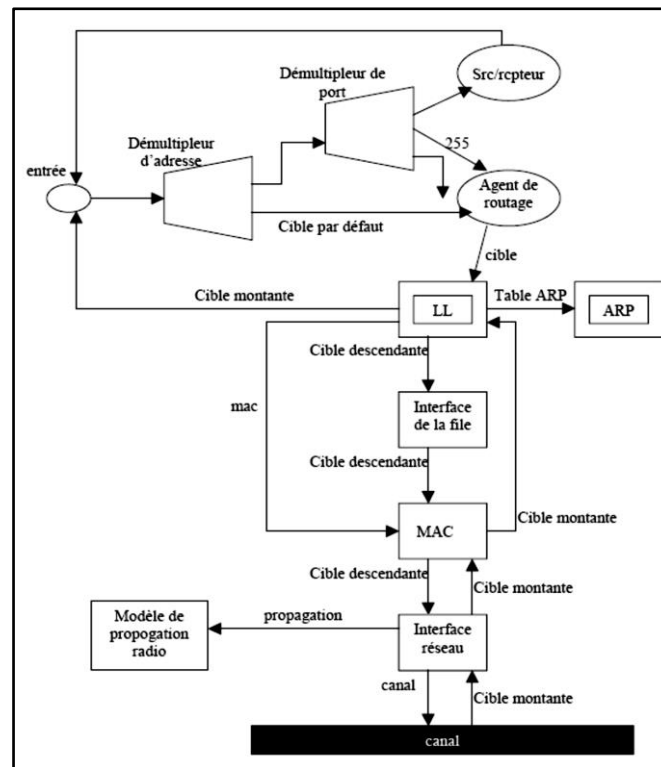 Démultipleur de
port
Src/rcpteur
Démultipleur
d'adresse
255
entrée
Agent de
routage
Cible par défaut
cible
Cible montante
LL
Table ARP
ARP
Cible descendante
mac
Interface
de la file
Cible descendante
MAC
Cible montante
Cible descendante
Cible montante
Modèle de
propogation
radio
propagation
Interface
réseau
canal
Cible montante
canal